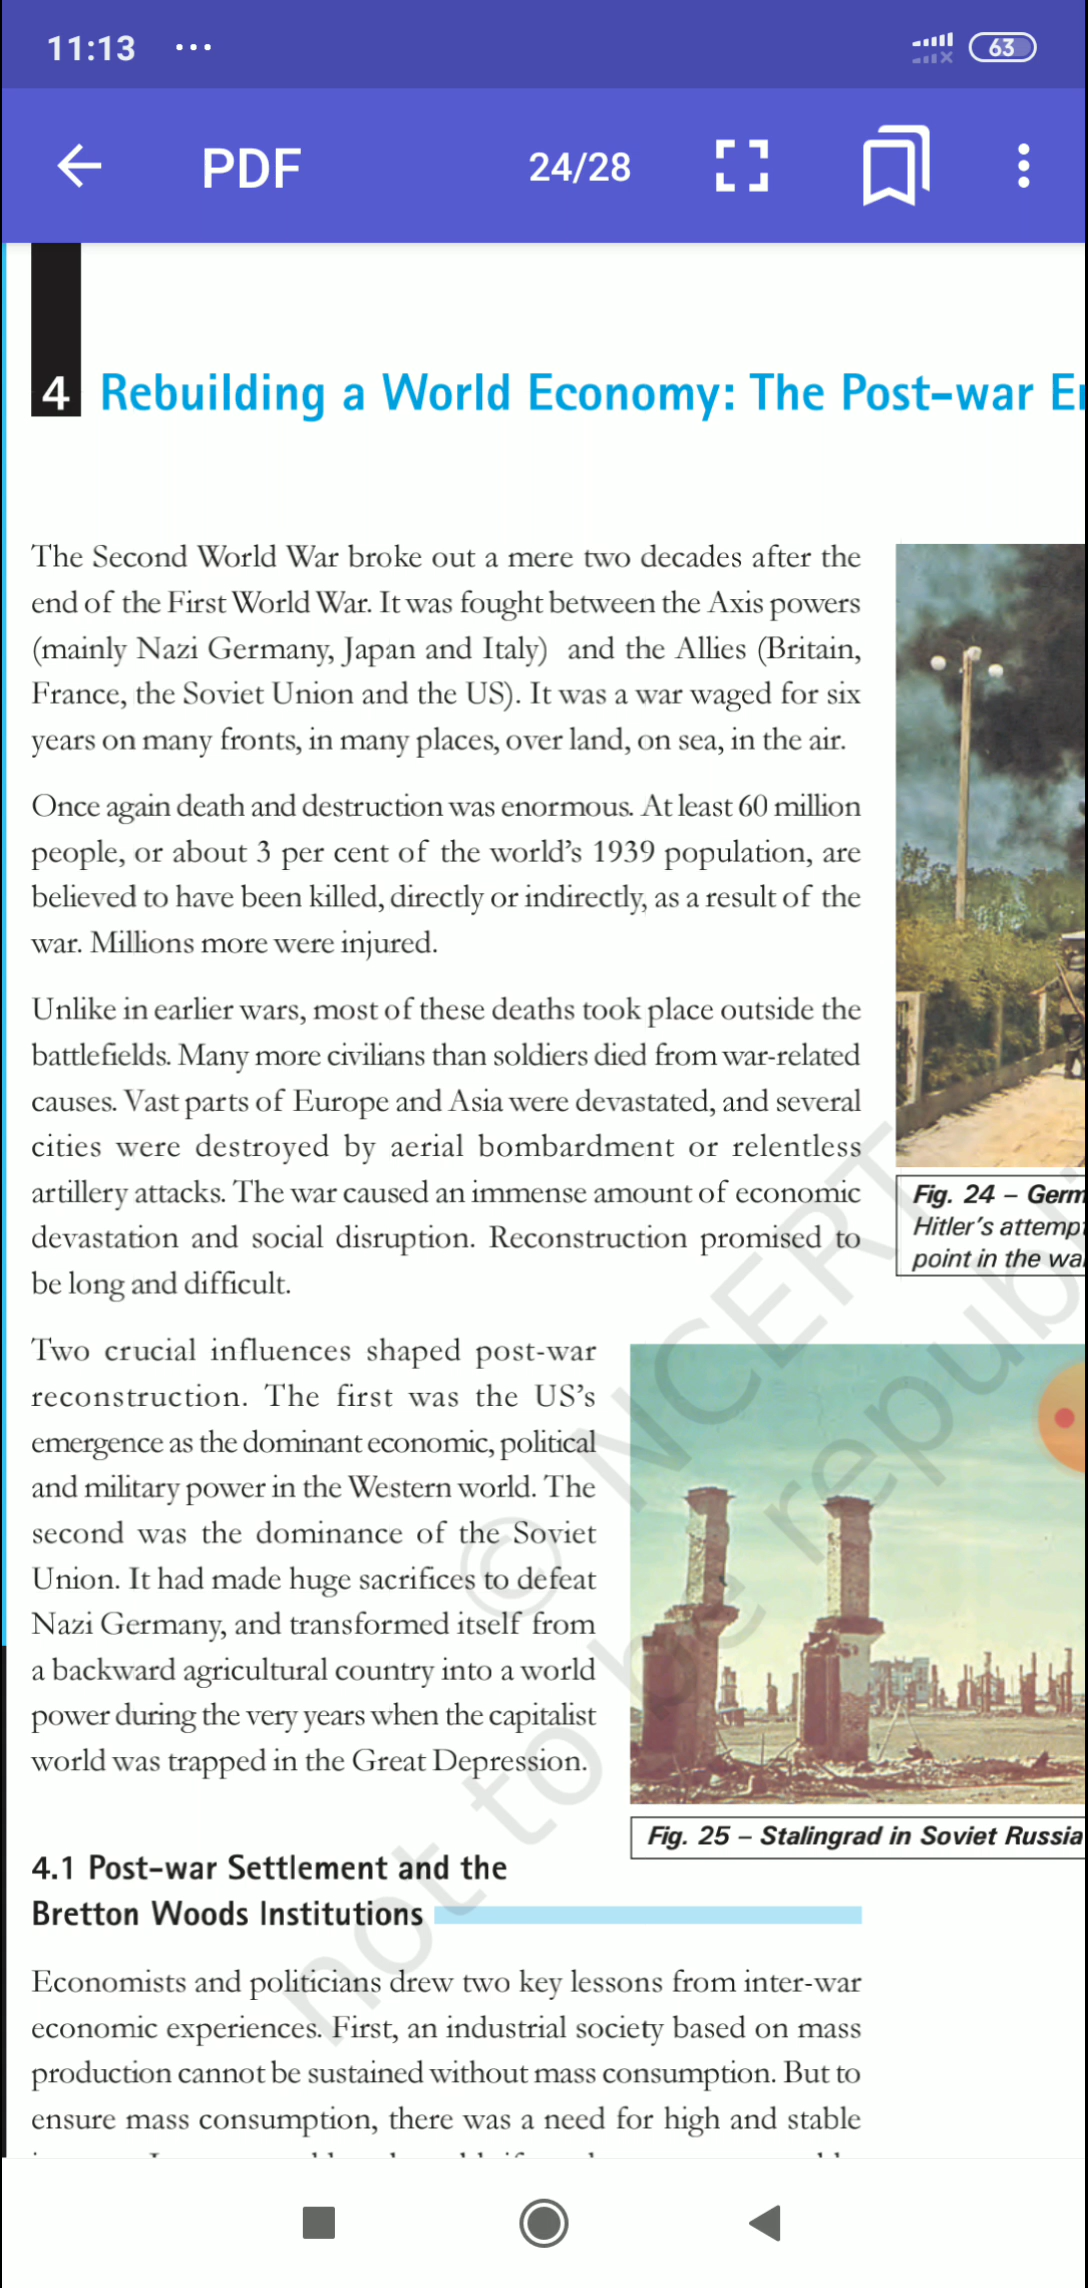 11:13 ...
63
PDF
24/28
4 Rebuilding a World Economy: The Post-war
The Second World War broke out a mere two decades after the
end of the First World War. It was fought between the Axis powers
(mainly Nazi Germany, Japan and Italy) and the Allies (Britain,
France, the Soviet Union and the US). It was a war waged for six
years on many fronts, in many places, over land, on sea, in the air.
Once again death and destruction was enormous. At least 60 million
people, or about 3 per cent of the world's 1939 population, are
believed to have been killed, directly or indirectly, as a result of the
war. Millions more were injured.
Unlike in earlier wars, most of these deaths took place outside the
battlefields. Many more civilians than soldiers died from war-related
causes. Vast parts of Europe and Asia were devastated, and several
cities were destroyed by aerial bombardment or relentless
artillery attacks. The war caused an immense amount of economic
devastation and social disruption. Reconstruction promised to
be long and difficult.
Fig. 24 – Germ
Hitler's attemp
point in the wa
Two crucial influences shaped post-war
reconstruction. The first was the US's
emergence as the dominant economic, political
and military power in the Western world. The
second was the dominance of the Soviet
Union. It had made huge sacrifices to defeat
Nazi Germany, and transformed itself from
a backward agricultural country into a world
power during the very years when the capitalist
world was trapped in the Great Depression.
Fig. 25 – Stalingrad in Soviet Russia
4.1 Post-war Settlement and the
Bretton Woods Institutions
Economists and politicians drew two key lessons from inter-war
economic experiences. First, an industrial society based on mass
production cannot be sustained without mass consumption. But to
ensure mass consumption, there was a need for high and stable
© NCERT
not to be republi